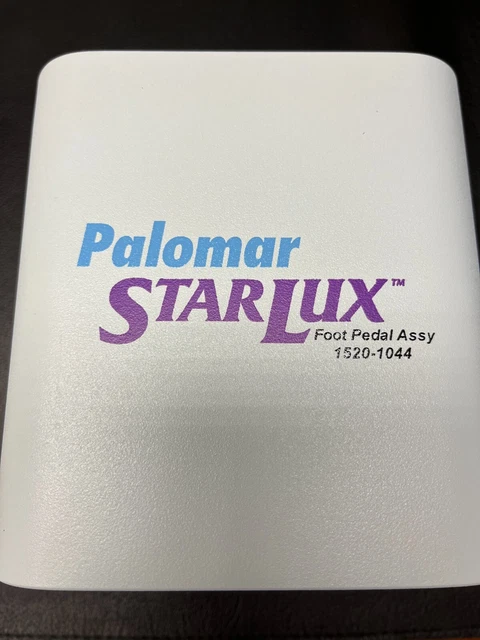 Palomar
STARLUX™
Foot Pedal Assy
1520-1044